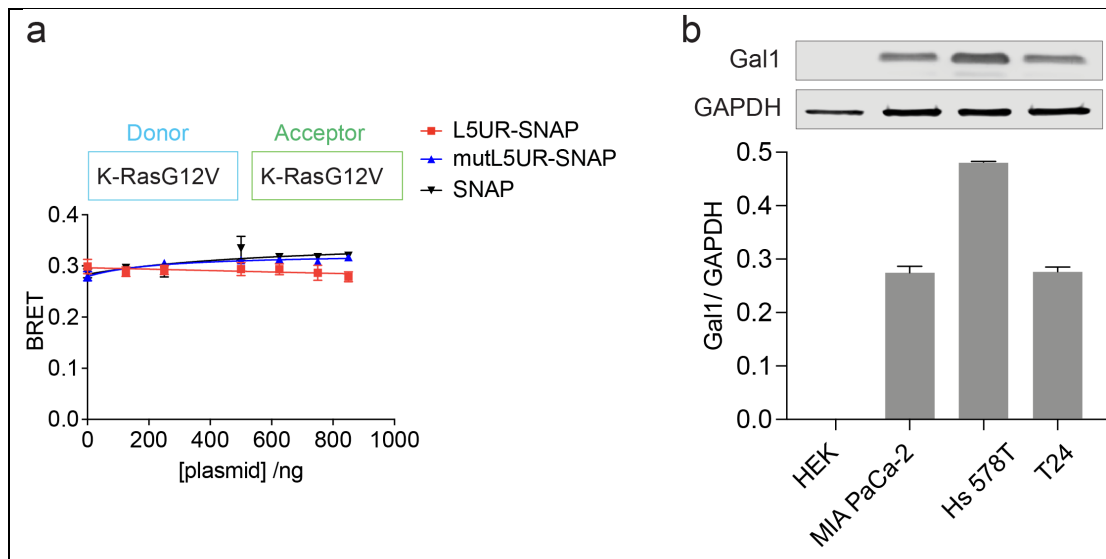 a
Donor
Acceptor
K-RasG12V
K-RasG12V
L5UR-SNAP
mutL5UR-SNAP
SNAP
BRET
0.4
0.3
0.2
0.1
0.0
0
200
400
600
800
1000
[plasmid] /ng
b
Gal1
GAPDH
Gal1/ GAPDH
0.5
0.4
0.3
0.2
0.1
0.0
HEK
MIA PaCa-2
Hs 578T
T24